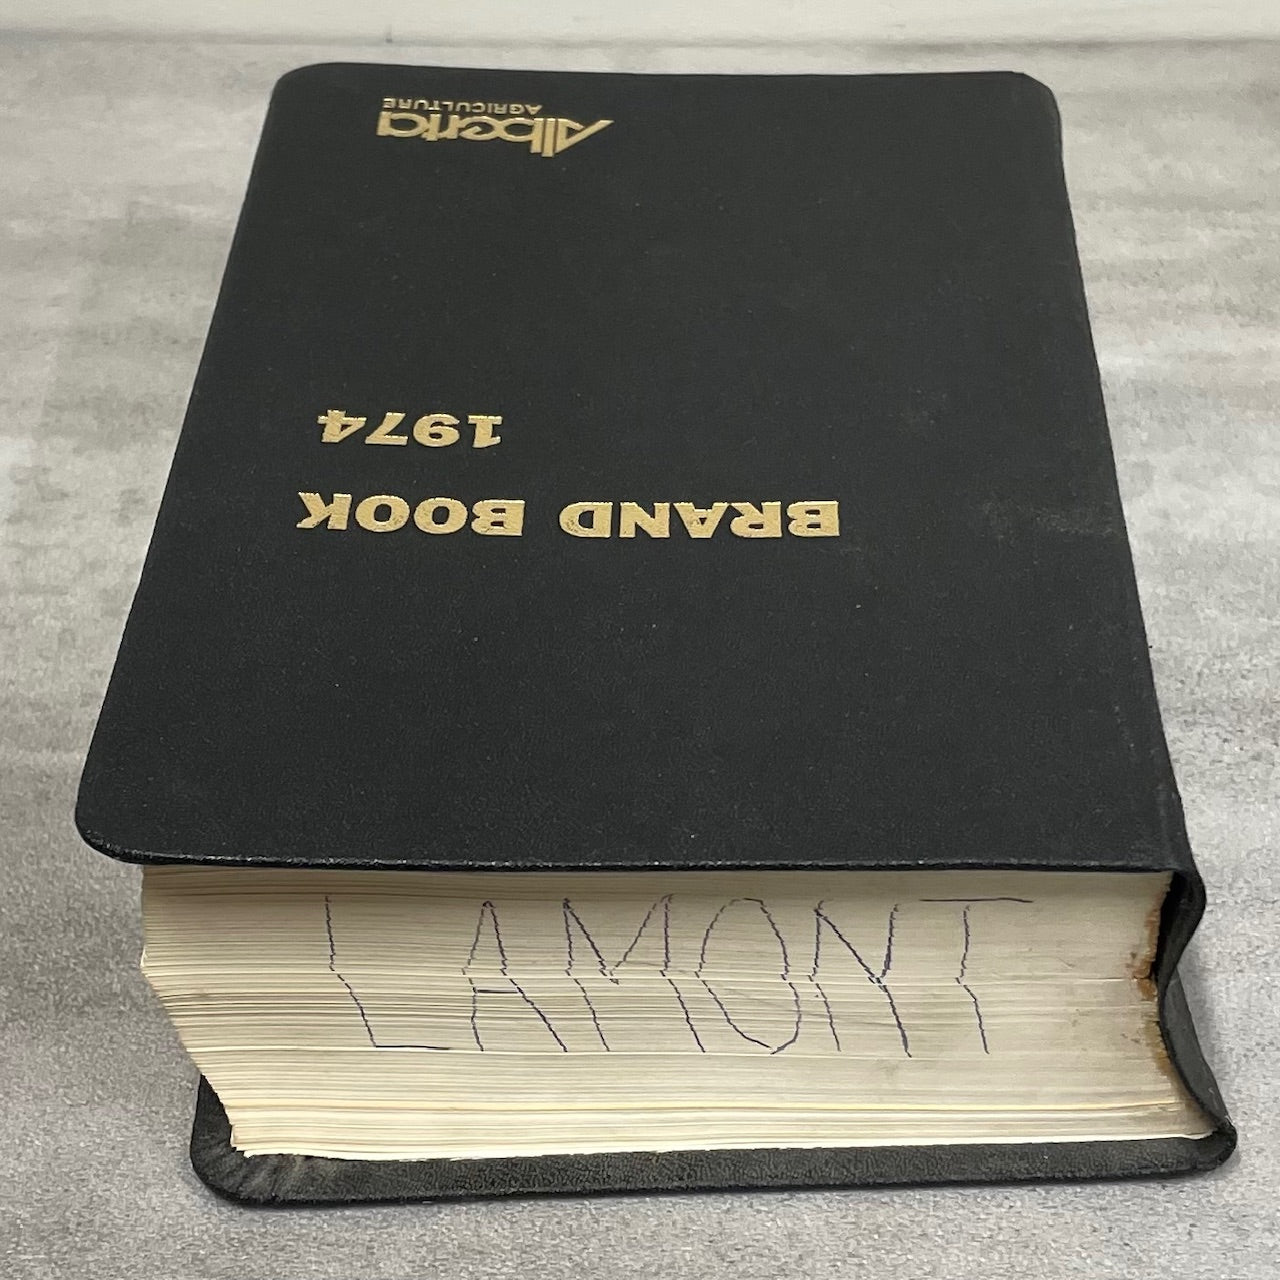 Alberta
AGRICULTURE
BRAND BOOK
1974
LAMONT